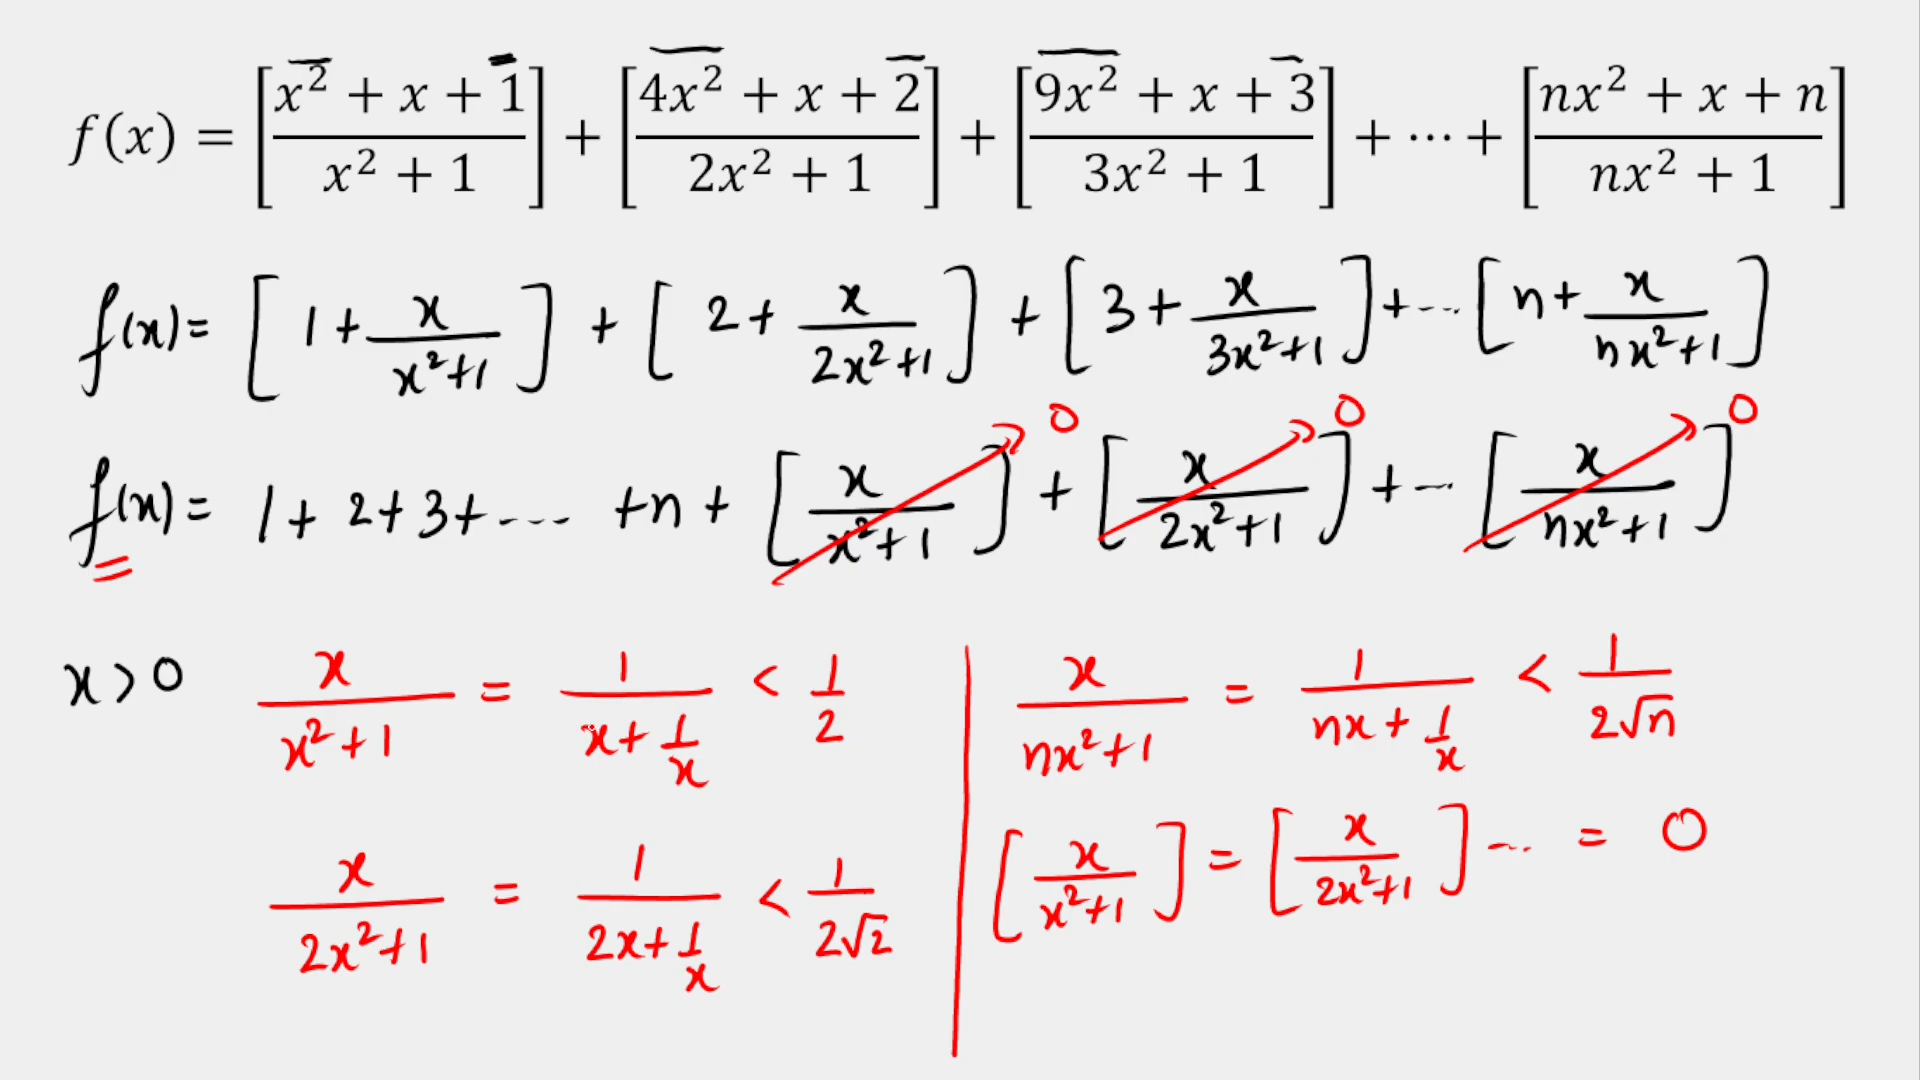 f(x) = [(x² + x + 1)/(x² + 1)] + [(4x² + x + 2)/(2x² + 1)] + [(9x² + x + 3)/(3x² + 1)] + ⋯ + [(nx² + x + n)/(nx² + 1)]
f(x) = [1 + x/(x²+1)] + [2 + x/(2x²+1)] + [3 + x/(3x²+1)] + ... [n + x/(nx²+1)]
f(x) = 1 + 2 + 3 + .... + n + [x/(x²+1)] 0 + [x/(2x²+1)] 0 + ... [x/(nx²+1)] 0
x > 0
x/(x²+1) = 1/(x + 1/x) < 1/2
x/(2x²+1) = 1/(2x + 1/x) < 1/(2√2)
x/(nx²+1) = 1/(nx + 1/x) < 1/(2√n)
[x/(x²+1)] = [x/(2x²+1)] ... = 0